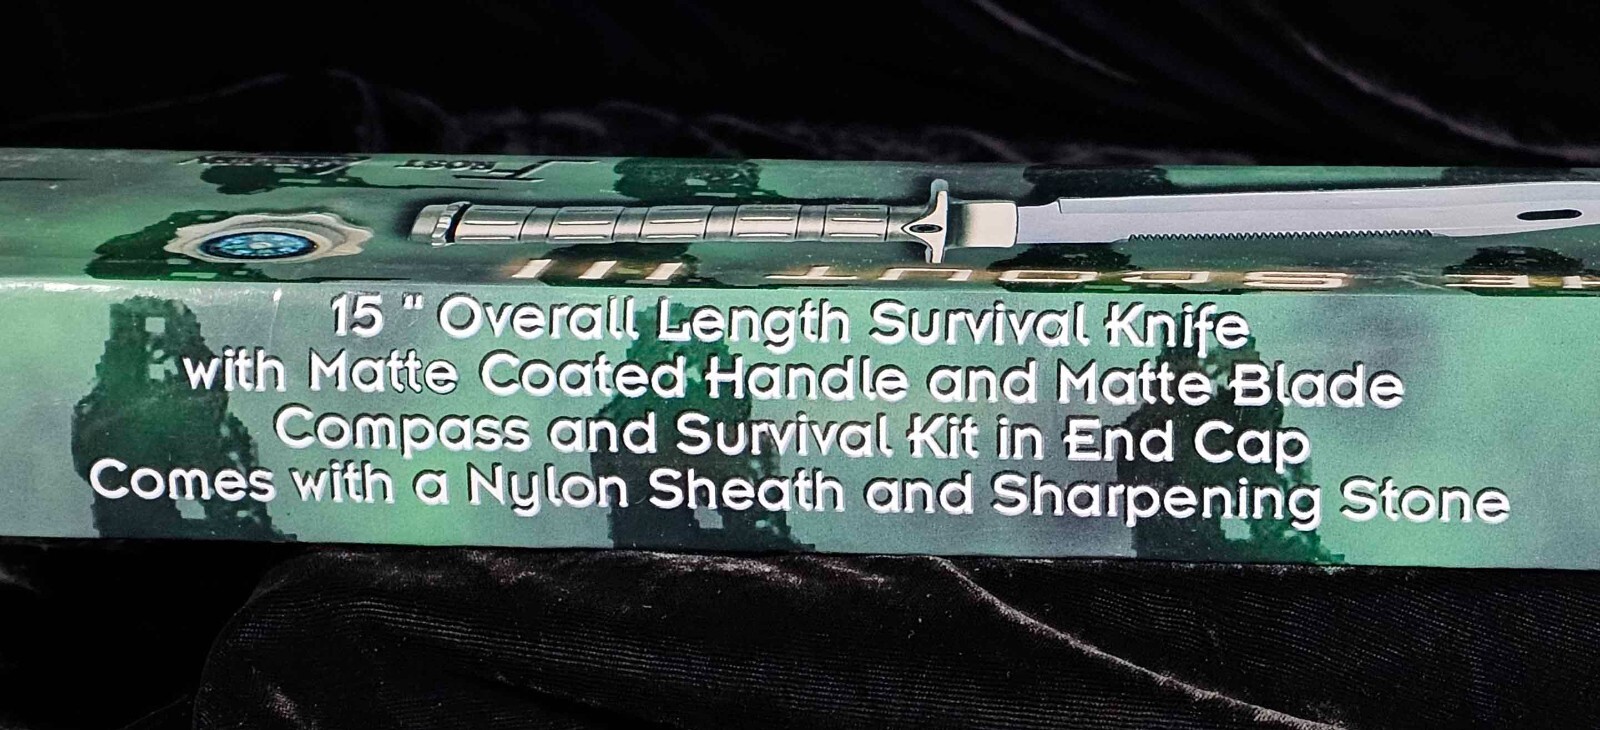 FROST
15 " Overall Length Survival Knife
with Matte Coated Handle and Matte Blade
Compass and Survival Kit in End Cap
Comes with a Nylon Sheath and Sharpening Stone